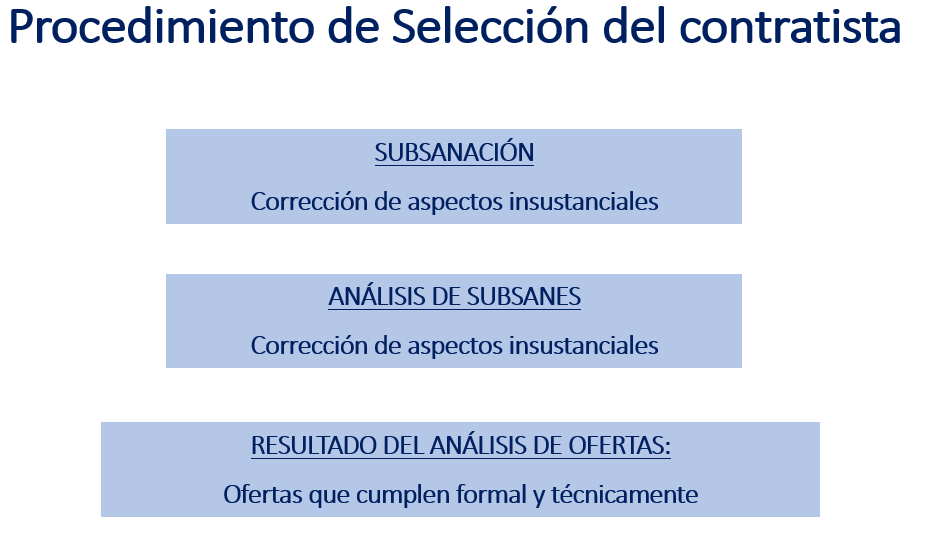 Procedimiento de Selección del contratista
SUBSANACIÓN
Corrección de aspectos insustanciales
ANÁLISIS DE SUBSANES
Corrección de aspectos insustanciales
RESULTADO DEL ANÁLISIS DE OFERTAS:
Ofertas que cumplen formal y técnicamente